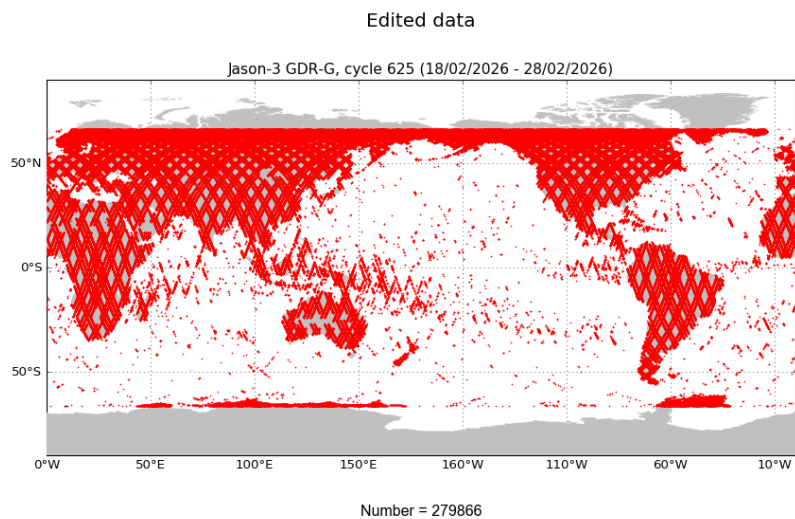 Edited data
Jason-3 GDR-G, cycle 625 (18/02/2026 - 28/02/2026)
50°N
0°S
50°S
0°W 50°E 100°E 150°E 160°W 110°W 60°W 10°W
Number = 279866